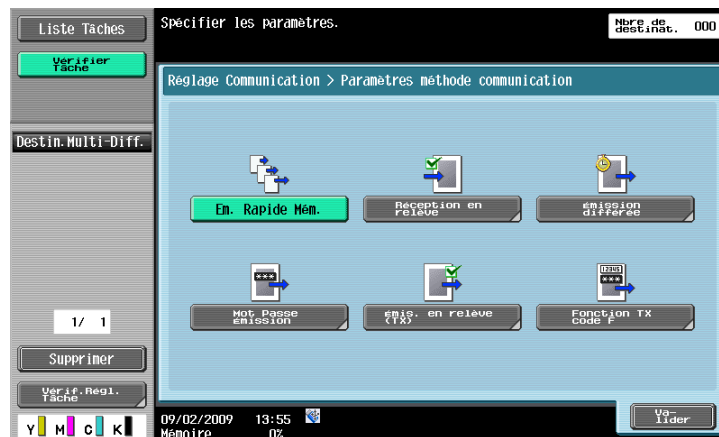 Liste Tâches
Spécifier les paramètres.
Nbre de
destinat. 000
Vérifier
Tâche
Réglage Communication > Paramètres méthode communication
Destin.Multi-Diff.
Em. Rapide Mém.
Réception en
relève
émission
différée
***
***
12345
***
Mot Passe
émission
émis. en relève
(TX)
Fonction TX
code F
1/ 1
Supprimer
Vérif.Régl.
Tâche
Va-
lider
Y M C K
09/02/2009 13:55
Mémoire 0%